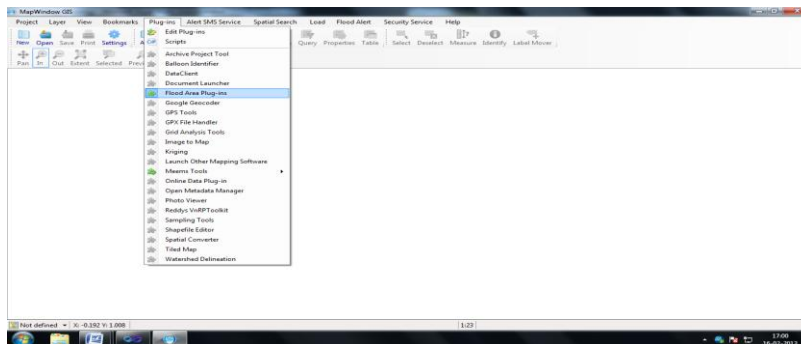 MapWindow GIS
Project Layer View Bookmarks Plug-ins Alert SMS Service Spatial Search Load Flood Alert Security Service Help
New Open Save Print Settings Query Properties Table Select Deselect Measure Identify Label Mover
Pan In Out Extent Selected
Edit Plug-ins
Scripts
Archive Project Tool
Balloon Identifier
DataClient
Document Launcher
Flood Area Plug-ins
Google Geocoder
GPS Tools
GPX File Handler
Grid Analysis Tools
Image to Map
Kriging
Launch Other Mapping Software
Meems Tools
Online Data Plug-in
Open Metadata Manager
Photo Viewer
Reddys VnRPToolkit
Sampling Tools
Shapefile Editor
Spatial Converter
Tiled Map
Watershed Delineation
Not defined X: -0.192 Y: 1.008 1:23
17:00